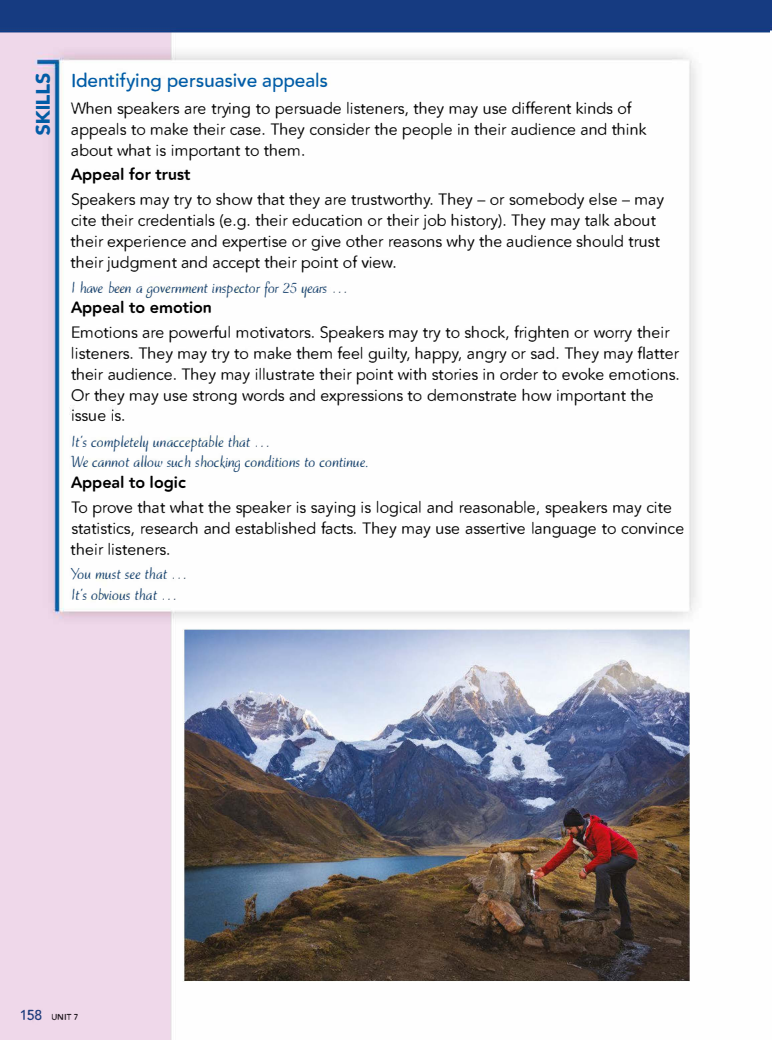 SKILLS
Identifying persuasive appeals
When speakers are trying to persuade listeners, they may use different kinds of
appeals to make their case. They consider the people in their audience and think
about what is important to them.
Appeal for trust
Speakers may try to show that they are trustworthy. They – or somebody else – may
cite their credentials (e.g. their education or their job history). They may talk about
their experience and expertise or give other reasons why the audience should trust
their judgment and accept their point of view.
I have been a government inspector for 25 years …
Appeal to emotion
Emotions are powerful motivators. Speakers may try to shock, frighten or worry their
listeners. They may try to make them feel guilty, happy, angry or sad. They may flatter
their audience. They may illustrate their point with stories in order to evoke emotions.
Or they may use strong words and expressions to demonstrate how important the
issue is.
It's completely unacceptable that …
We cannot allow such shocking conditions to continue.
Appeal to logic
To prove that what the speaker is saying is logical and reasonable, speakers may cite
statistics, research and established facts. They may use assertive language to convince
their listeners.
You must see that …
It's obvious that …
158 UNIT 7